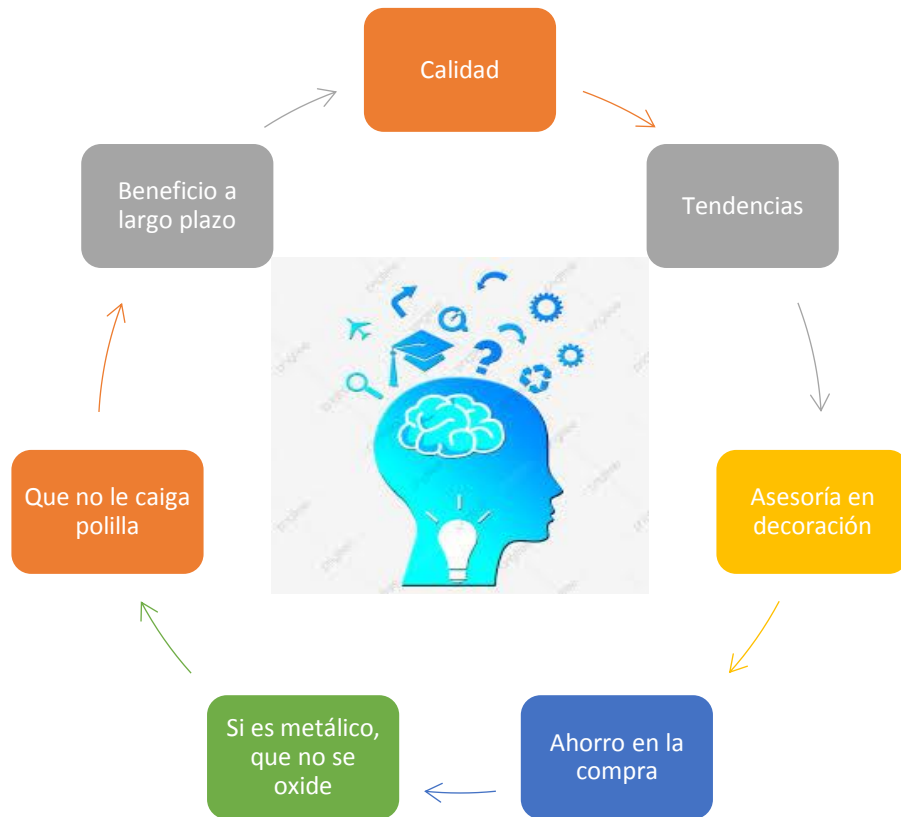 Calidad
Tendencias
Asesoría en
decoración
Ahorro en la
compra
Si es metálico,
que no se
oxide
Que no le caiga
polilla
Beneficio a
largo plazo